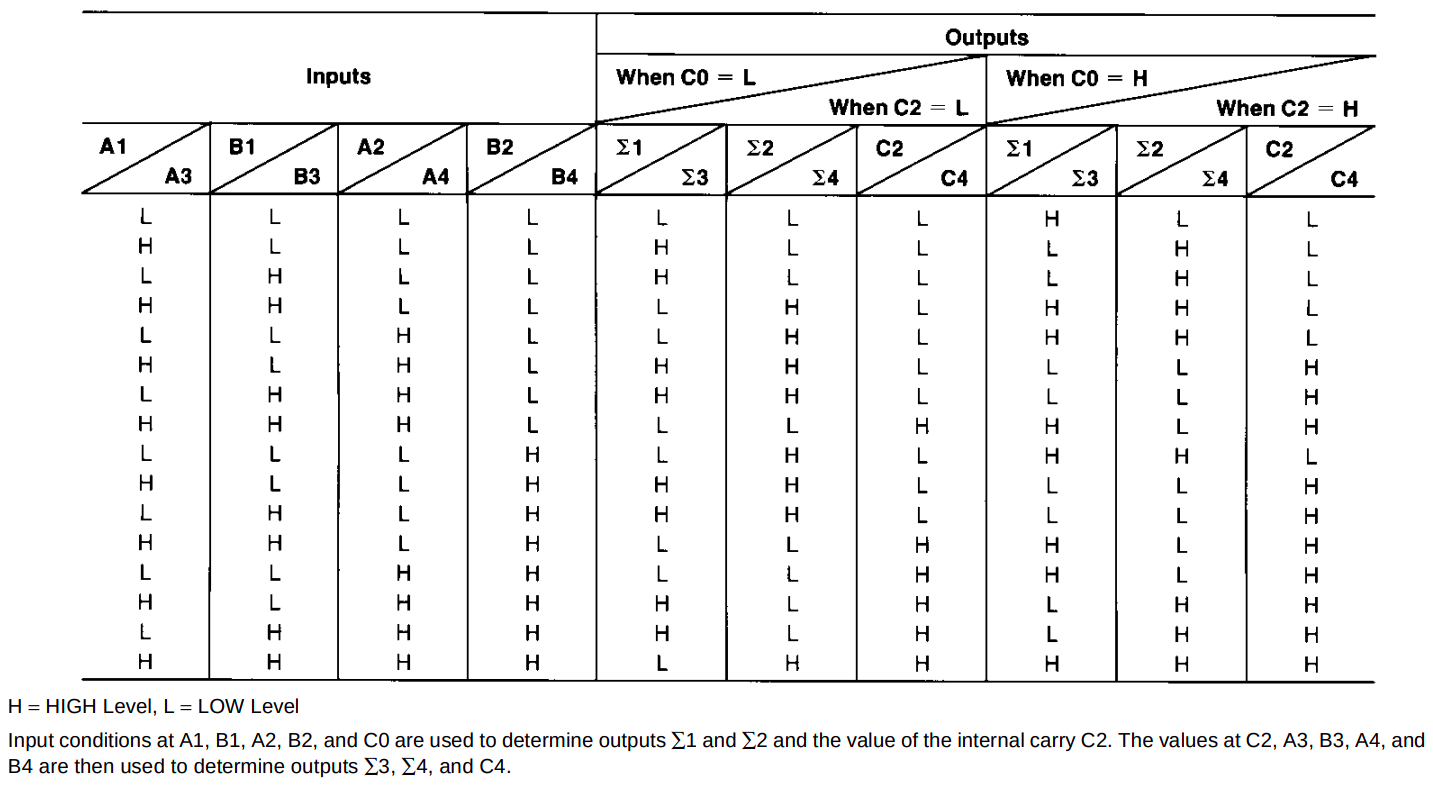 Outputs
Inputs
When C0 = L
When C2 = L
When C0 = H
When C2 = H
A1 A3 B1 B3 A2 A4 B2 B4 Σ1 Σ3 Σ2 Σ4 C2 C4 Σ1 Σ3 Σ2 Σ4 C2 C4
L L L L L L L H L L
H L L L H L L L H L
L H L L H L L L H L
H H L L L H L H H L
L L H L L H L H H L
H L H L H H L L L H
L H H L H H L L L H
H H H L L L H H L H
L L L H L H L H H L
H L L H H H L L L H
L H L H H H L L L H
H H L H L L H H L H
L L H H L L H H L H
H L H H H L H L H H
L H H H H L H L H H
H H H H L H H H H H
H = HIGH Level, L = LOW Level
Input conditions at A1, B1, A2, B2, and C0 are used to determine outputs Σ1 and Σ2 and the value of the internal carry C2. The values at C2, A3, B3, A4, and
B4 are then used to determine outputs Σ3, Σ4, and C4.